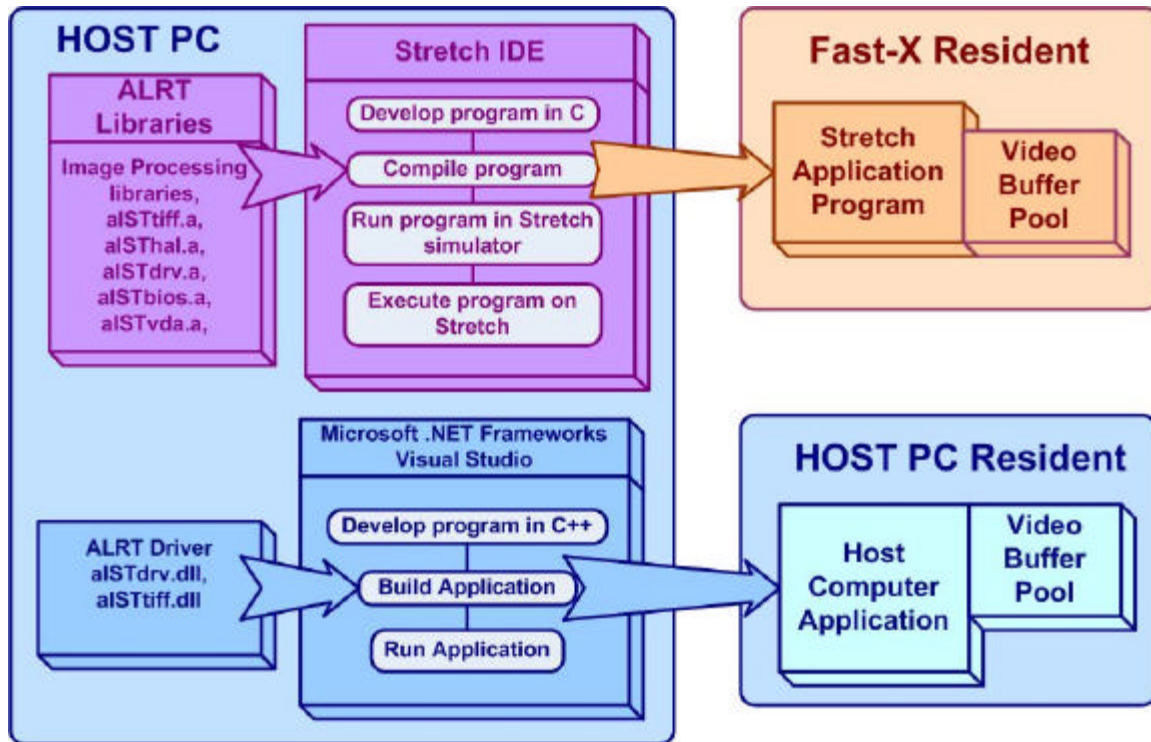 HOST PC
ALRT
Libraries
Image Processing
libraries,
alSTtiff.a,
alSThal.a,
alSTdrv.a,
alSTbios.a,
alSTvda.a,
Stretch IDE
Develop program in C
Compile program
Run program in Stretch
simulator
Execute program on
Stretch
Fast-X Resident
Stretch
Application
Program
Video
Buffer
Pool
ALRT Driver
alSTdrv.dll,
alSTtiff.dll
Microsoft .NET Frameworks
Visual Studio
Develop program in C++
Build Application
Run Application
HOST PC Resident
Host
Computer
Application
Video
Buffer
Pool